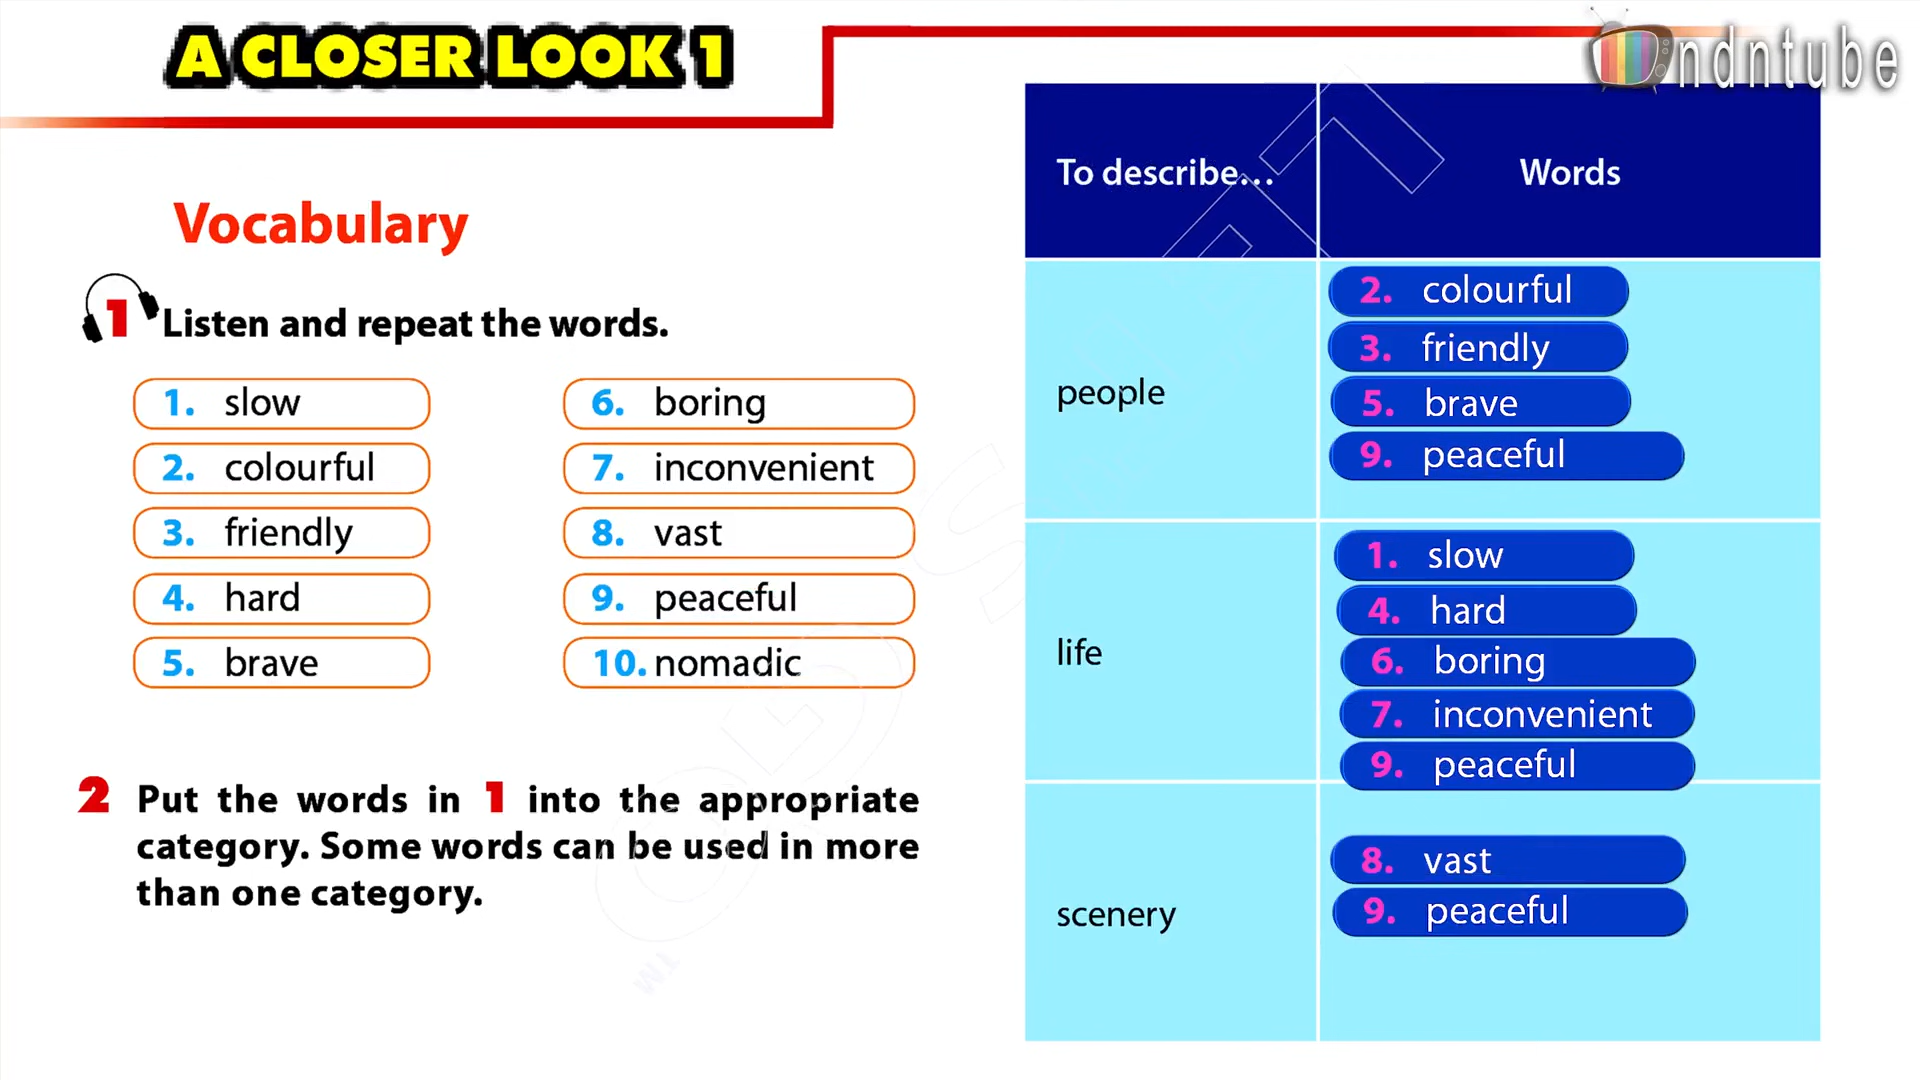 A CLOSER LOOK 1
ndntube
Vocabulary
1 Listen and repeat the words.
1. slow
2. colourful
3. friendly
4. hard
5. brave
6. boring
7. inconvenient
8. vast
9. peaceful
10. nomadic
2 Put the words in 1 into the appropriate
category. Some words can be used in more
than one category.
To describe... Words
people
2. colourful
3. friendly
5. brave
9. peaceful
life
1. slow
4. hard
6. boring
7. inconvenient
9. peaceful
scenery
8. vast
9. peaceful